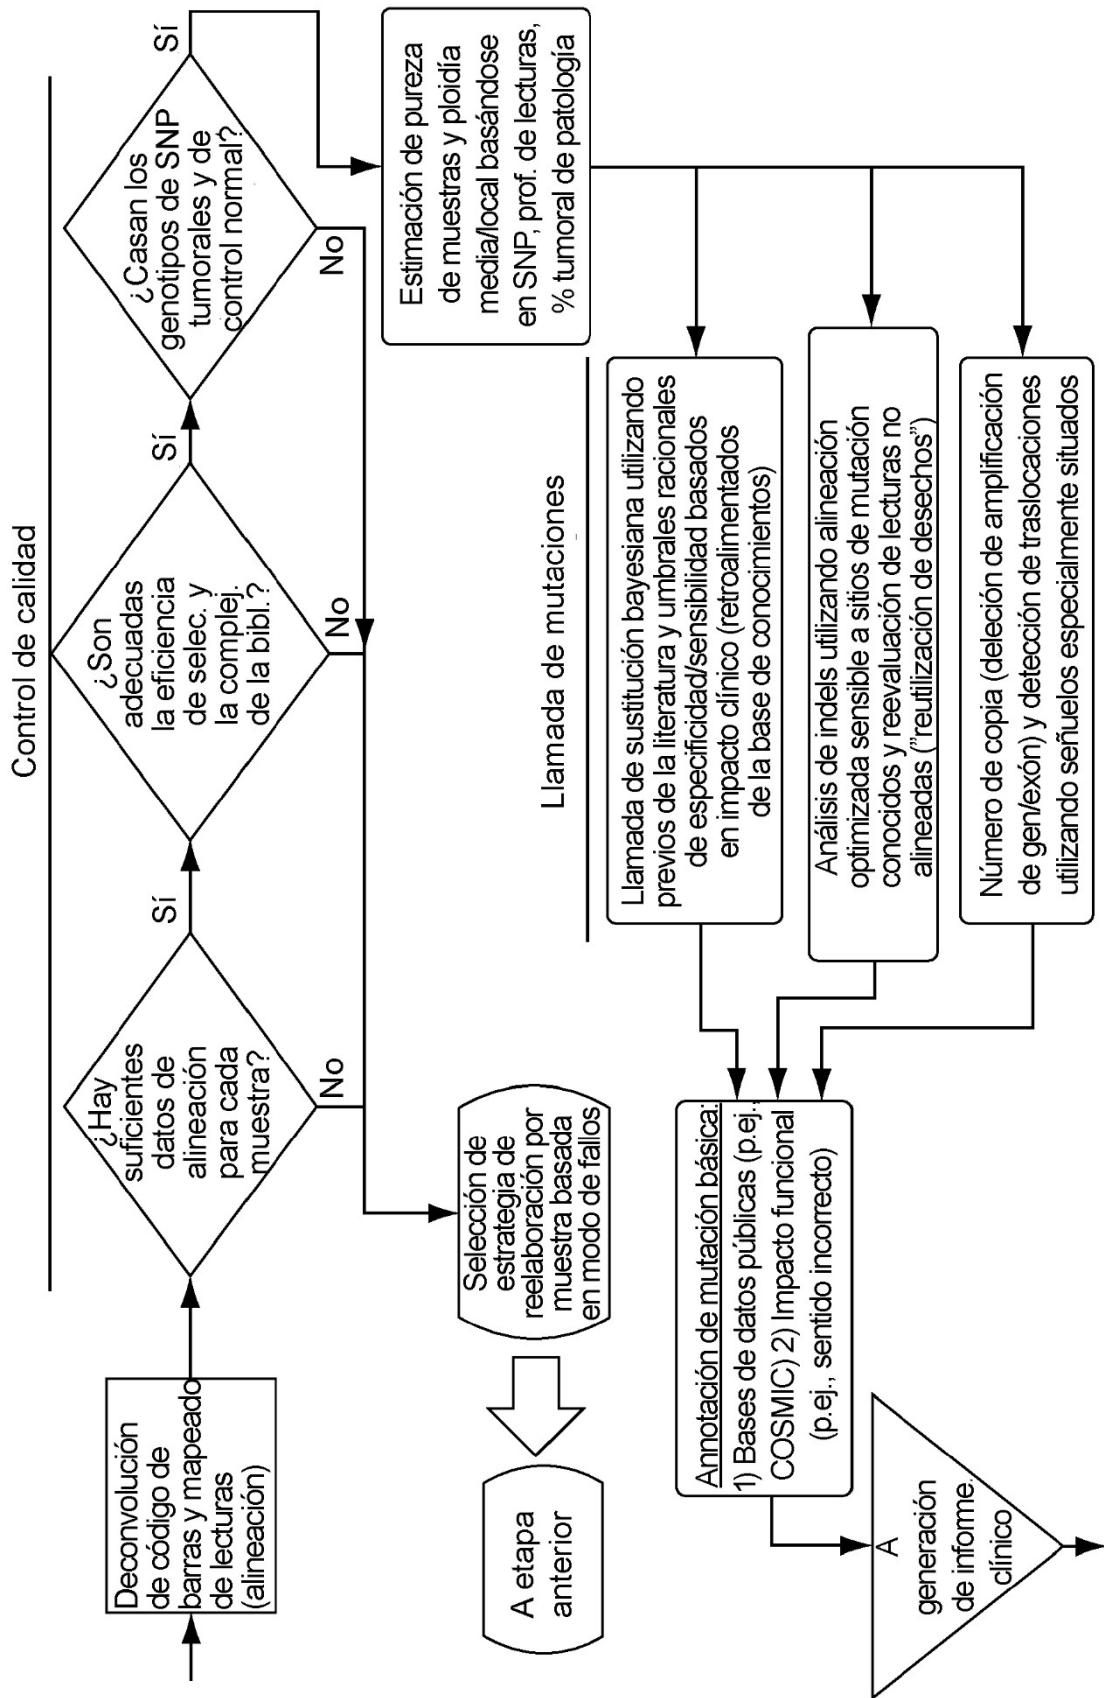 Control de calidad
Deconvolución
de código de
barras y mapeado
de lecturas
(alineación)
¿Hay
suficientes
datos de
alineación
para cada
muestra?
Sí
No
¿Son
adecuadas
la eficiencia
de selec. y
la complej.
de la bibl.?
Sí
No
¿Casan los
genotipos de SNP
tumorales y de
control normal?
Sí
No
Selección de
estrategia de
reelaboración por
muestra basada
en modo de fallos
A etapa
anterior
Estimación de pureza
de muestras y ploidía
media/local basándose
en SNP, prof. de lecturas,
% tumoral de patología
Llamada de mutaciones
Llamada de sustitución bayesiana utilizando
previos de la literatura y umbrales racionales
de especificidad/sensibilidad basados
en impacto clínico (retroalimentados
de la base de conocimientos)
Análisis de indels utilizando alineación
optimizada sensible a sitios de mutación
conocidos y reevaluación de lecturas no
alineadas ("reutilización de desechos")
Número de copia (deleción de amplificación
de gen/exón) y detección de traslocaciones
utilizando señuelos especialmente situados
Annotación de mutación básica:
1) Bases de datos públicas (p.ej.,
COSMIC) 2) Impacto funcional
(p.ej., sentido incorrecto)
A
generación
de informe.
clínico